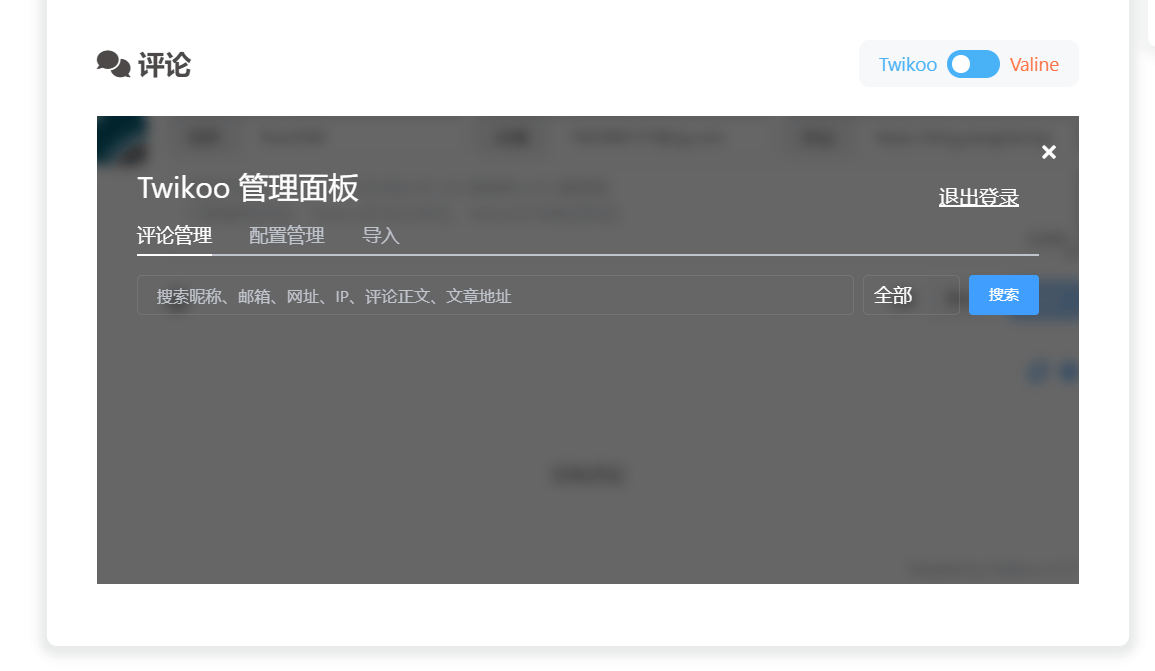 评论
Twikoo Valine
Twikoo 管理面板
退出登录
评论管理 配置管理 导入
搜索昵称、邮箱、网址、IP、评论正文、文章地址 全部 搜索